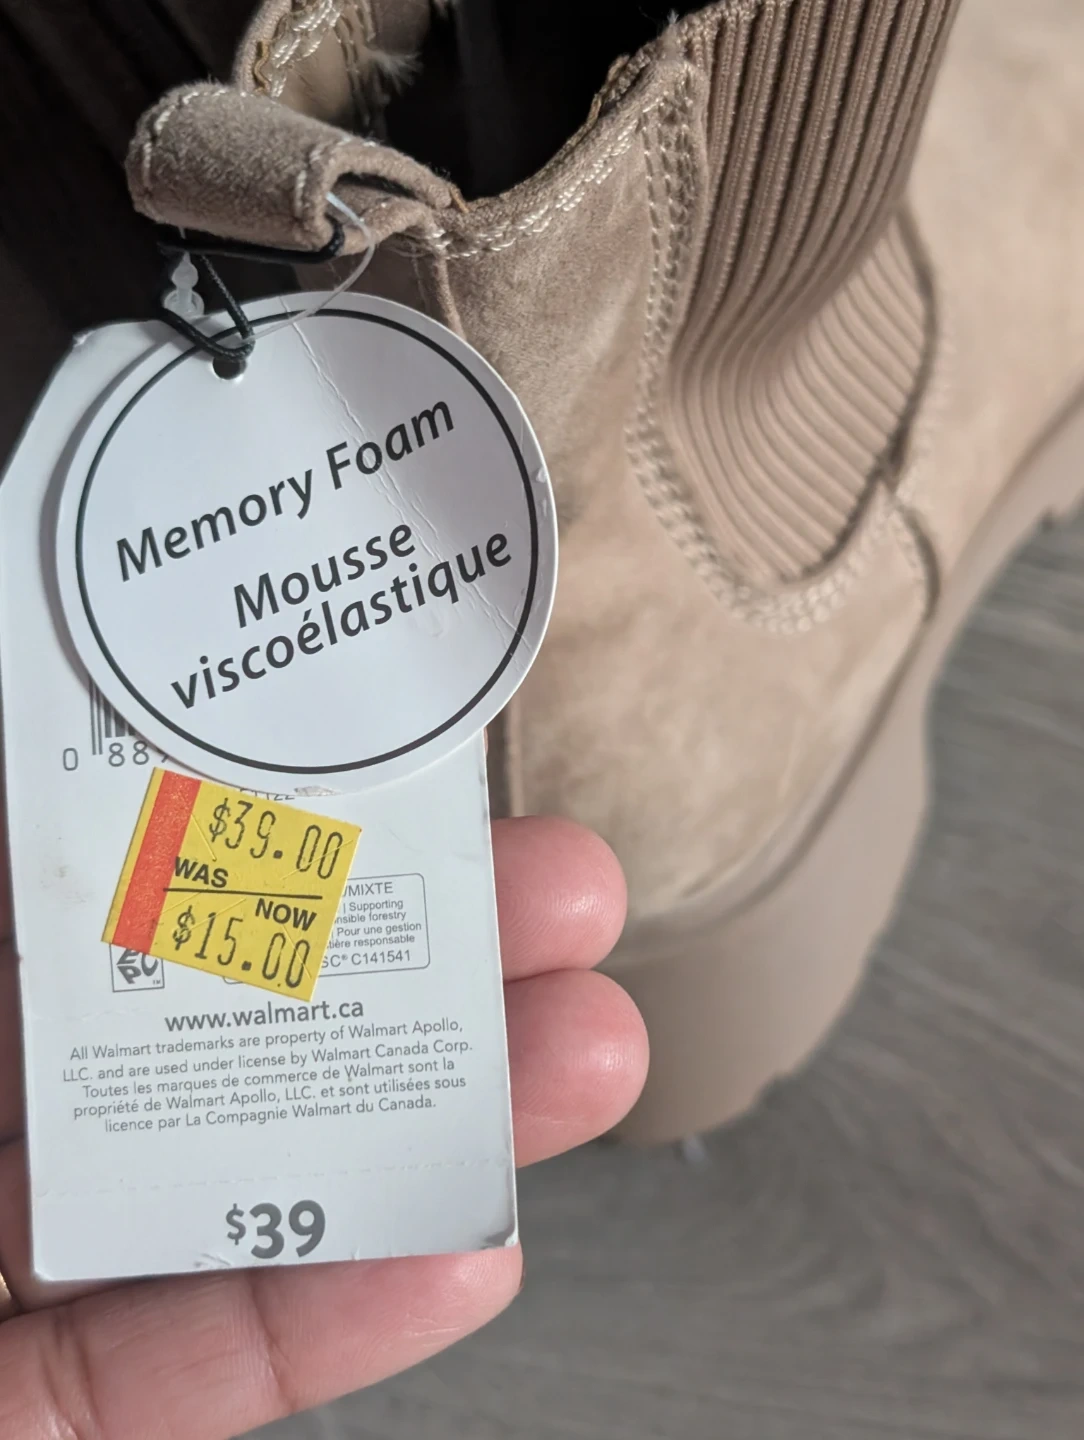 Memory Foam
Mousse
viscoélastique
0 88
$39.00
WAS
NOW
$15.00
/MIXTE
| Supporting
forestry
| Pour une gestion
responsable
C141541
www.walmart.ca
All Walmart trademarks are property of Walmart Apollo,
LLC. and are used under license by Walmart Canada Corp.
Toutes les marques de commerce de Walmart sont la
propriété de Walmart Apollo, LLC. et sont utilisées sous
licence par La Compagnie Walmart du Canada.
$39